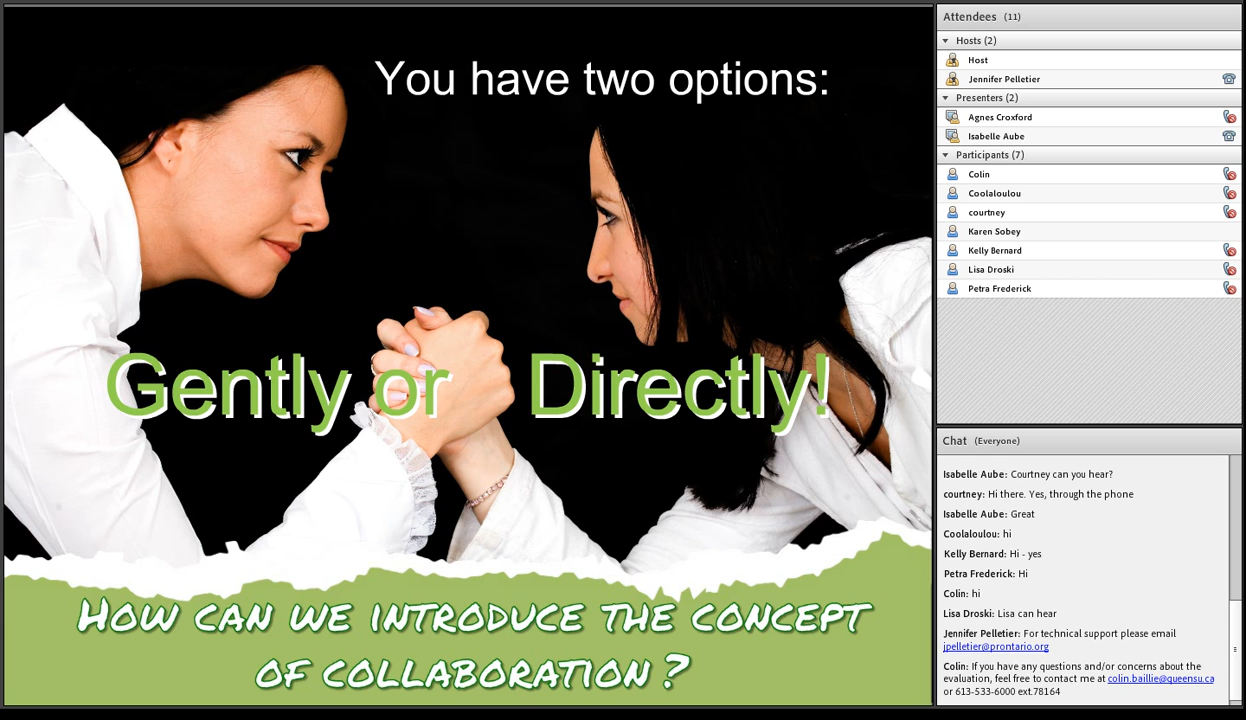 You have two options:
Gently or Directly!
How can we introduce the concept
of collaboration ?
Attendees (11)
Hosts (2)
Host
Jennifer Pelletier
Presenters (2)
Agnes Croxford
Isabelle Aube
Participants (7)
Colin
Coolaloulou
courtney
Karen Sobey
Kelly Bernard
Lisa Droski
Petra Frederick
Chat (Everyone)
Isabelle Aube: Courtney can you hear?
courtney: Hi there. Yes, through the phone
Isabelle Aube: Great
Coolaloulou: hi
Kelly Bernard: Hi - yes
Petra Frederick: Hi
Colin: hi
Lisa Droski: Lisa can hear
Jennifer Pelletier: For technical support please email
jpelletier@prontario.org
Colin: If you have any questions and/or concerns about the
evaluation, feel free to contact me at colin.baillie@queensu.ca
or 613-533-6000 ext.78164